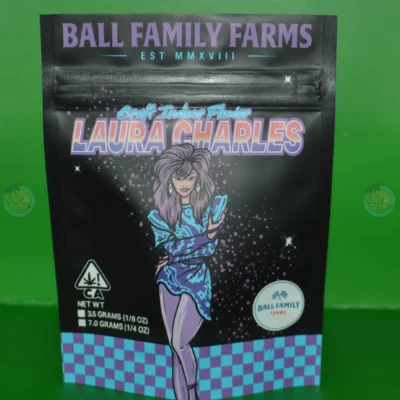 BALL FAMILY FARMS
EST MMXVIII
Craft Indoor Flower
LAURA CHARLES
CA
NET WT
3.5 GRAMS (1/8 OZ)
7.0 GRAMS (1/4 OZ)
BALL FAMILY
FARMS